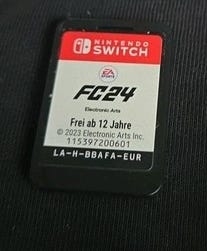 NINTENDO
SWITCH
EA
SPORTS
FC24
Electronic Arts
Frei ab 12 Jahre
© 2023 Electronic Arts Inc.
115397200601
LA-H-BBAFA-EUR